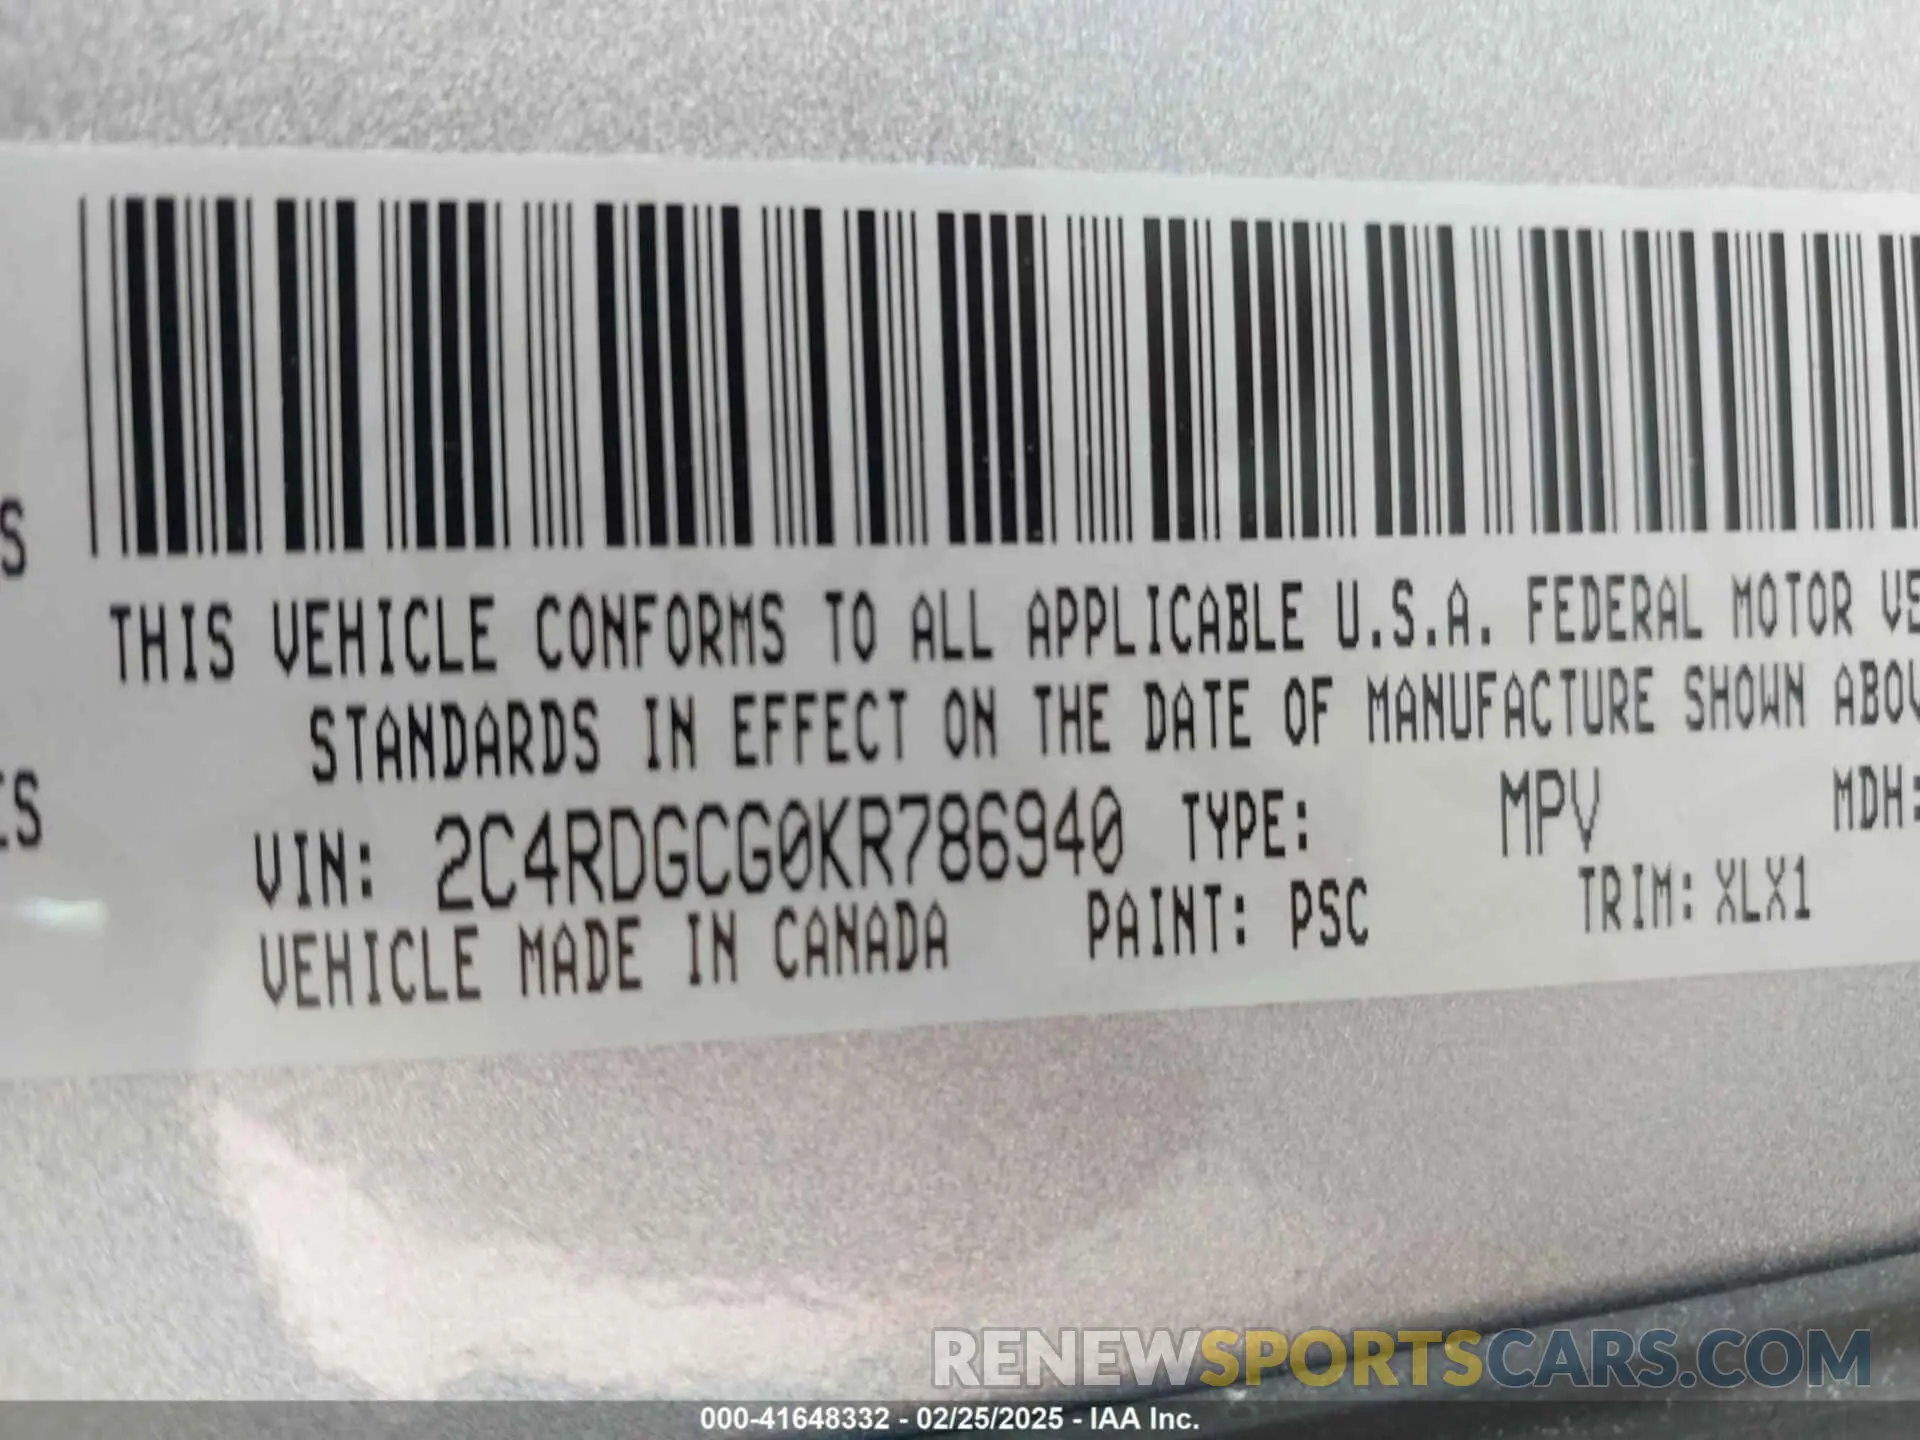 S
THIS VEHICLE CONFORMS TO ALL APPLICABLE U.S.A. FEDERAL MOTOR
STANDARDS IN EFFECT ON THE DATE OF MANUFACTURE SHOWN
VIN: 2C4RDGCG0KR786940 TYPE: MPV MDH:
VEHICLE MADE IN CANADA PAINT: PSC TRIM: XLX1
RENEWSPORTSCARS.COM
000-41648332 - 02/25/2025 - IAA Inc.